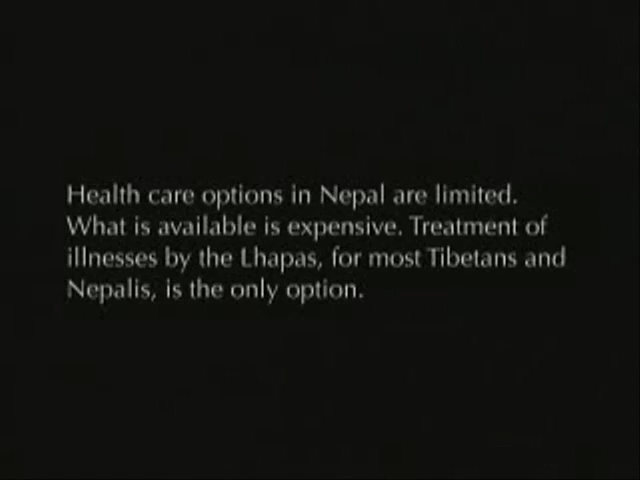 Health care options in Nepal are limited.
What is available is expensive. Treatment of
illnesses by the Lhapas, for most Tibetans and
Nepalis, is the only option.